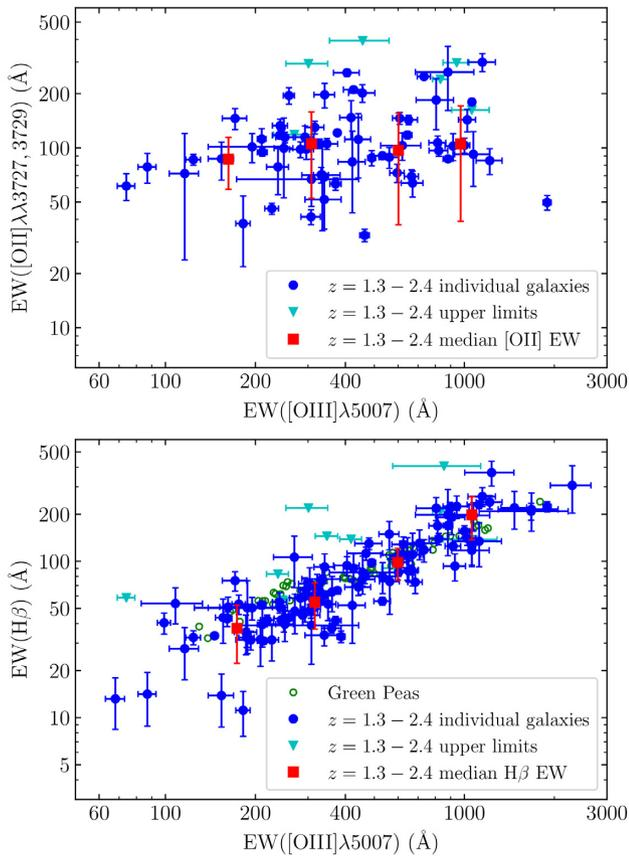 500
200
100
50
20
10
EW([OII]λλ3727, 3729) (Å)
z = 1.3 − 2.4 individual galaxies
z = 1.3 − 2.4 upper limits
z = 1.3 − 2.4 median [OII] EW
60 100 200 400 1000 3000
EW([OIII]λ5007) (Å)
500
200
100
50
20
10
5
EW(Hβ) (Å)
Green Peas
z = 1.3 − 2.4 individual galaxies
z = 1.3 − 2.4 upper limits
z = 1.3 − 2.4 median Hβ EW
60 100 200 400 1000 3000
EW([OIII]λ5007) (Å)